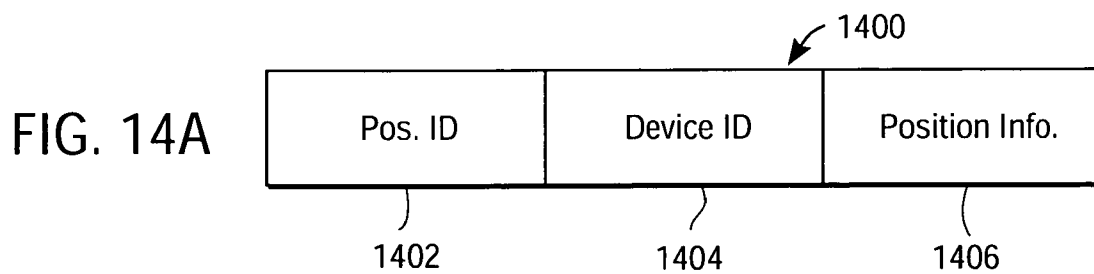 1400
FIG. 14A
Pos. ID
Device ID
Position Info.
1402
1404
1406